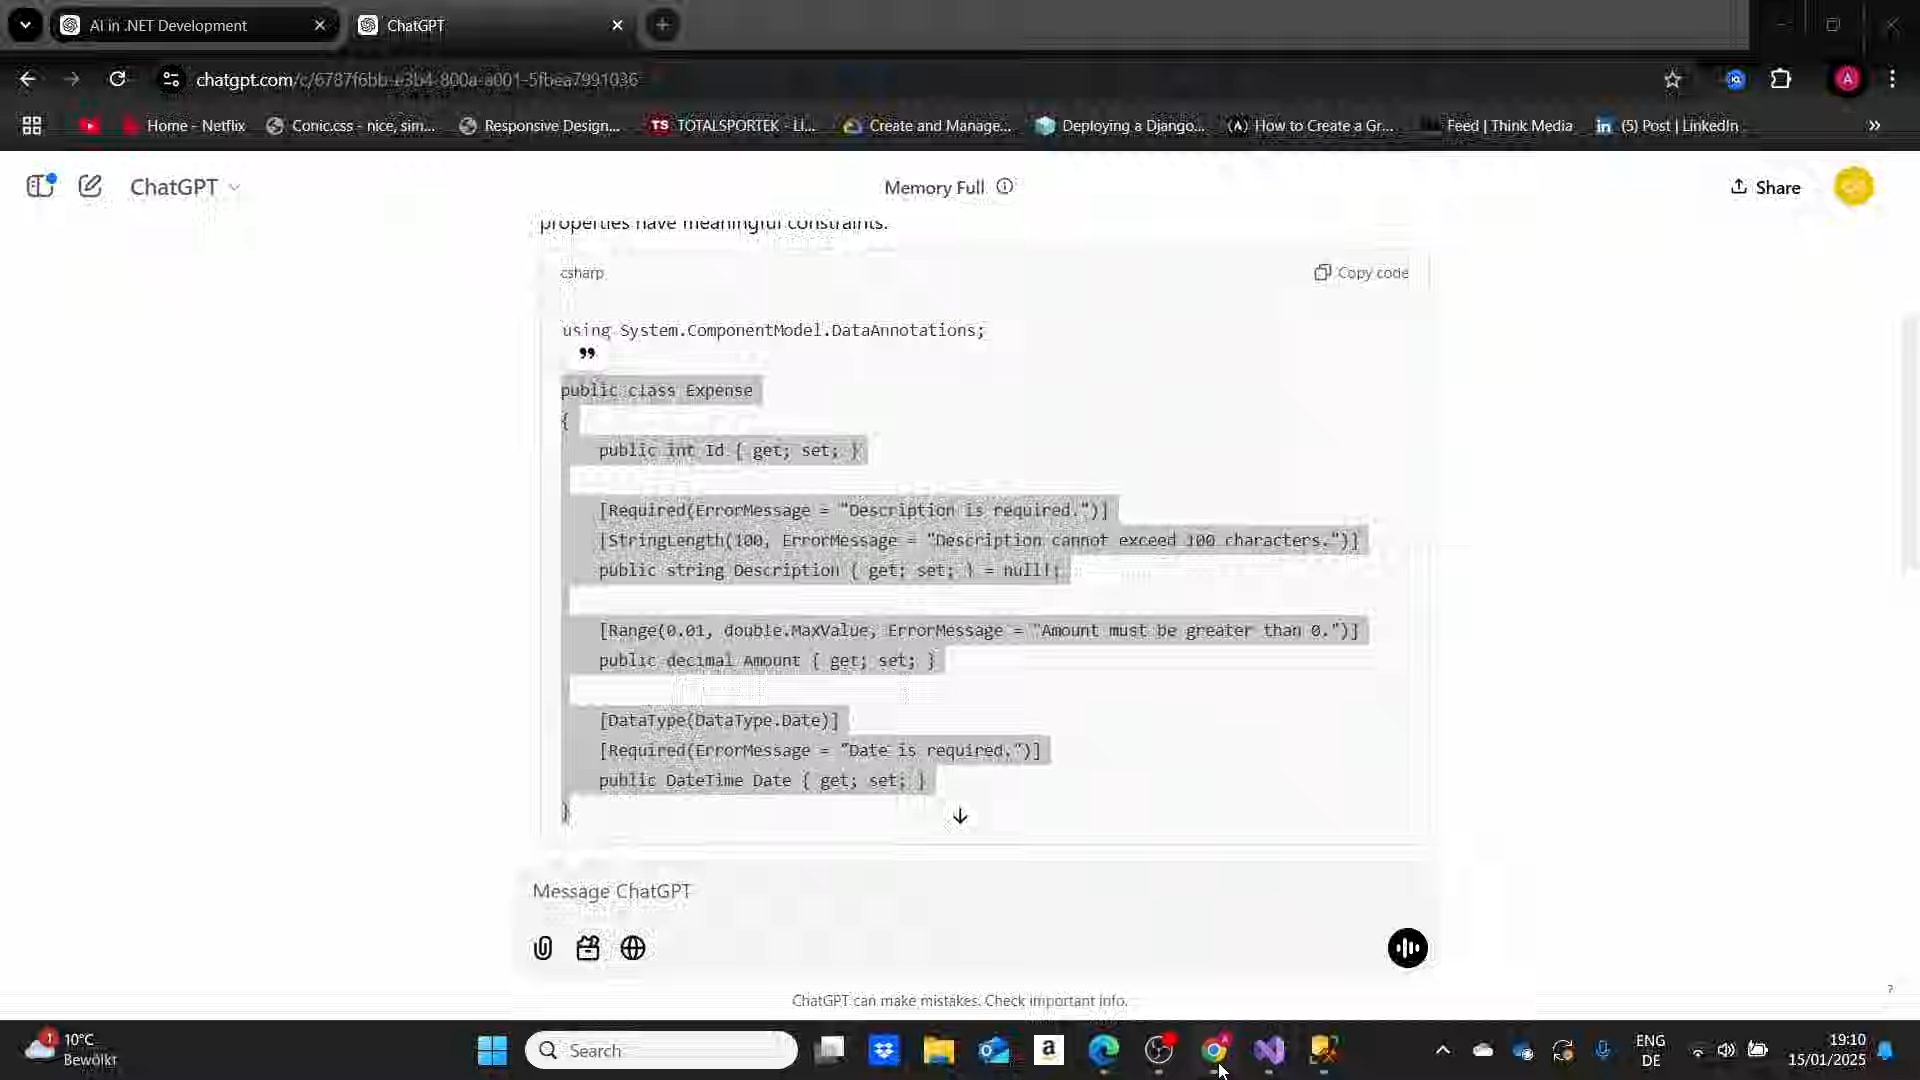 AI in .NET Development
ChatGPT
chatgpt.com/c/6787f6bb-e3b4-800a-a001-5fbea7991036
Home - Netflix
Conic.css - nice, sim...
Responsive Design...
TS TOTALSPORTEK - Li...
Create and Manage...
Deploying a Django...
How to Create a Gr...
Feed | Think Media
in (5) Post | LinkedIn
A
ChatGPT
Memory Full
Share
properties have meaningful constraints.
csharp
Copy code
using System.ComponentModel.DataAnnotations;
public class Expense
{
public int Id { get; set; }
[Required(ErrorMessage = "Description is required.")]
[StringLength(100, ErrorMessage = "Description cannot exceed 100 characters.")]
public string Description { get; set; } = null!;
[Range(0.01, double.MaxValue, ErrorMessage = "Amount must be greater than 0.")]
public decimal Amount { get; set; }
[DataType(DataType.Date)]
[Required(ErrorMessage = "Date is required.")]
public DateTime Date { get; set; }
}
Message ChatGPT
ChatGPT can make mistakes. Check important info.
?
1
10°C
Bewölkt
Search
a
ENG
DE
19:10
15/01/2025